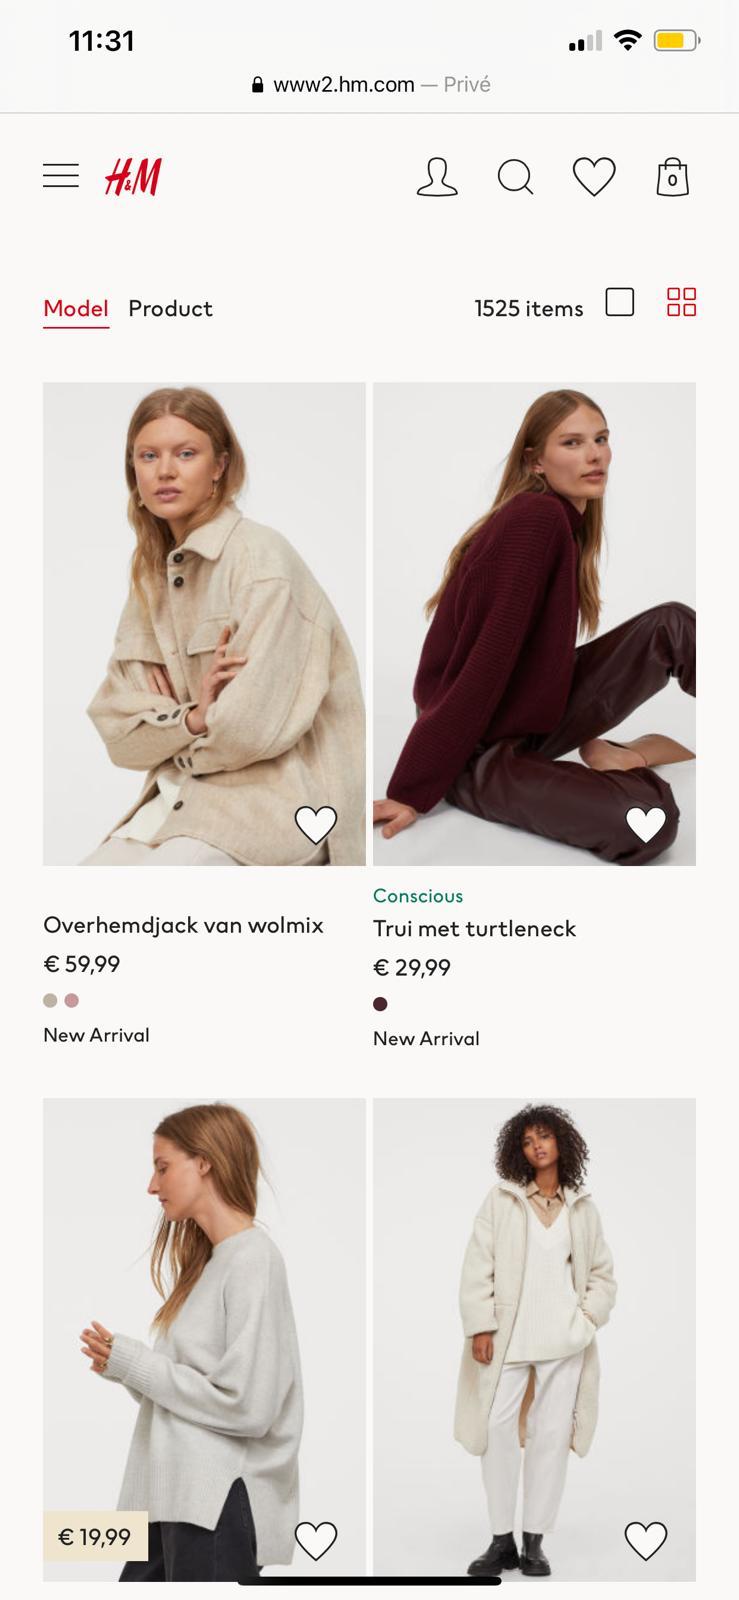 11:31
www2.hm.com — Privé
H&M
0
Model Product 1525 items
Overhemdjack van wolmix
€ 59,99
New Arrival
Conscious
Trui met turtleneck
€ 29,99
New Arrival
€ 19,99